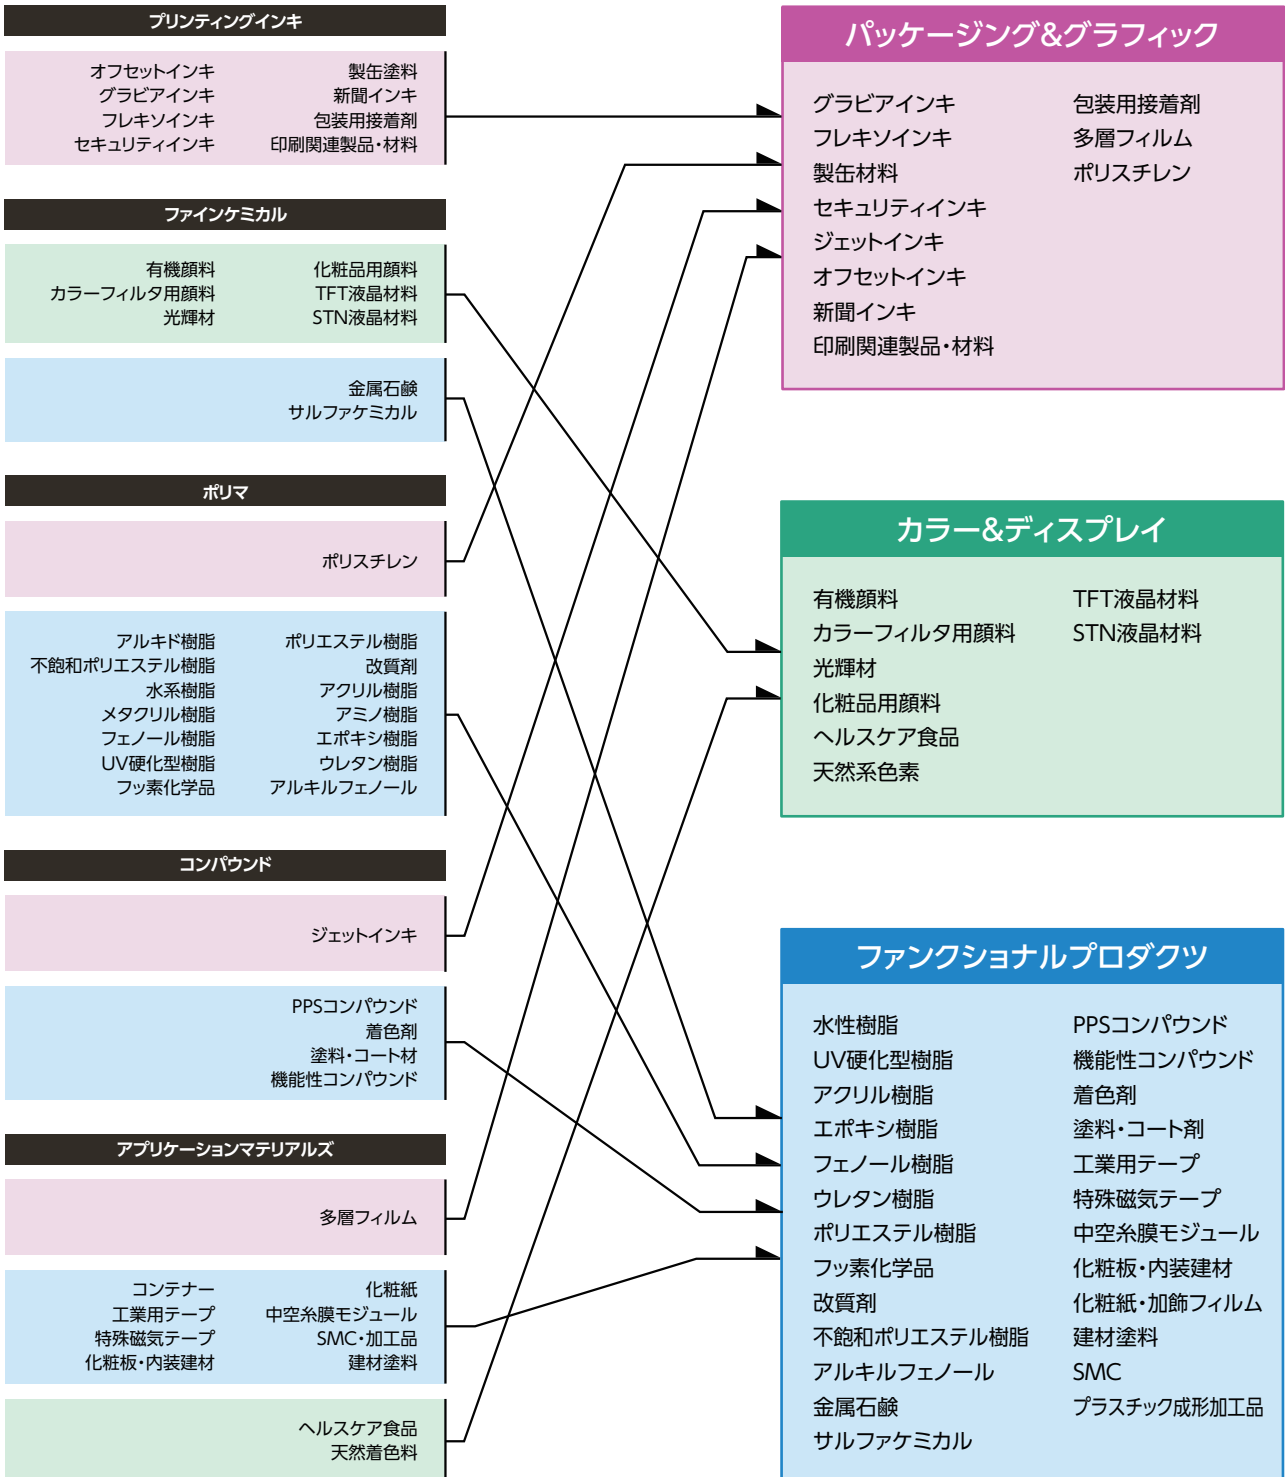 プリンティングインキ
オフセットインキ 製缶塗料
グラビアインキ 新聞インキ
フレキソインキ 包装用接着剤
セキュリティインキ 印刷関連製品・材料
ファインケミカル
有機顔料 化粧品用顔料
カラーフィルタ用顔料 TFT液晶材料
光輝材 STN液晶材料
金属石鹸
サルファケミカル
ポリマ
ポリスチレン
アルキド樹脂 ポリエステル樹脂
不飽和ポリエステル樹脂 改質剤
水系樹脂 アクリル樹脂
メタクリル樹脂 アミノ樹脂
フェノール樹脂 エポキシ樹脂
UV硬化型樹脂 ウレタン樹脂
フッ素化学品 アルキルフェノール
コンパウンド
ジェットインキ
PPSコンパウンド
着色剤
塗料・コート材
機能性コンパウンド
アプリケーションマテリアルズ
多層フィルム
コンテナー 化粧紙
工業用テープ 中空糸膜モジュール
特殊磁気テープ SMC・加工品
化粧板・内装建材 建材塗料
ヘルスケア食品
天然着色料
パッケージング&グラフィック
グラビアインキ 包装用接着剤
フレキソインキ 多層フィルム
製缶材料 ポリスチレン
セキュリティインキ
ジェットインキ
オフセットインキ
新聞インキ
印刷関連製品・材料
カラー&ディスプレイ
有機顔料 TFT液晶材料
カラーフィルタ用顔料 STN液晶材料
光輝材
化粧品用顔料
ヘルスケア食品
天然系色素
ファンクショナルプロダクツ
水性樹脂 PPSコンパウンド
UV硬化型樹脂 機能性コンパウンド
アクリル樹脂 着色剤
エポキシ樹脂 塗料・コート剤
フェノール樹脂 工業用テープ
ウレタン樹脂 特殊磁気テープ
ポリエステル樹脂 中空糸膜モジュール
フッ素化学品 化粧板・内装建材
改質剤 化粧紙・加飾フィルム
不飽和ポリエステル樹脂 建材塗料
アルキルフェノール SMC
金属石鹸 プラスチック成形加工品
サルファケミカル